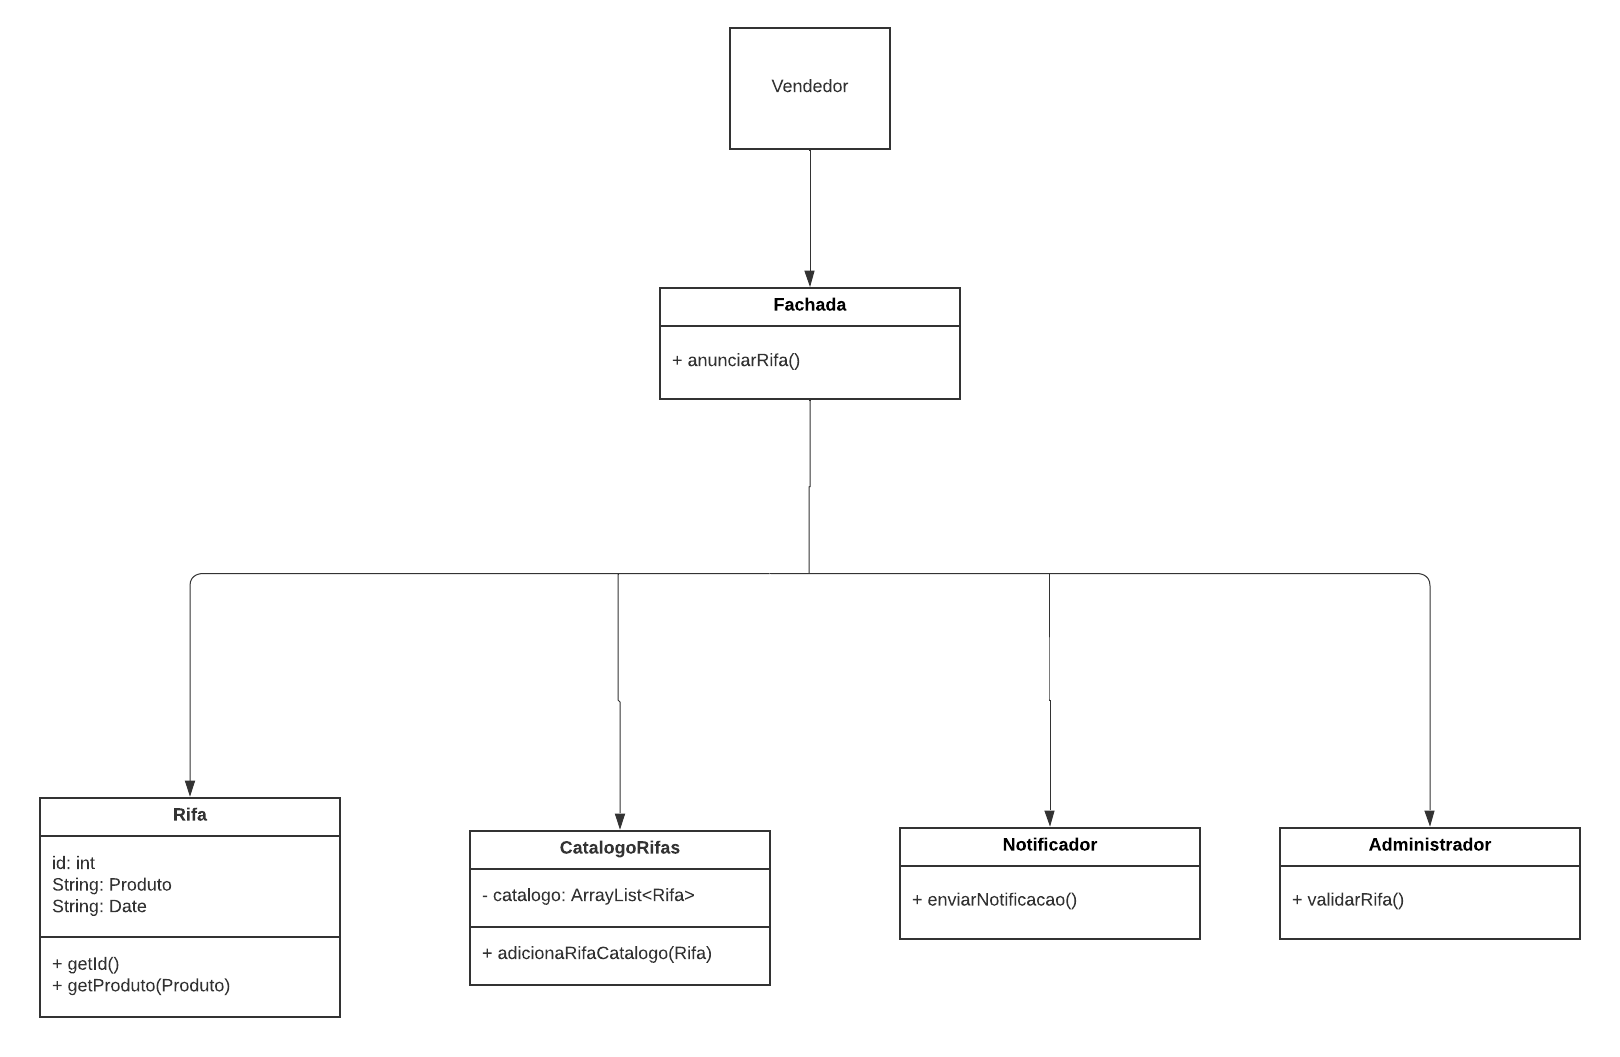 Vendedor
Fachada
+ anunciarRifa()
Rifa
id: int
String: Produto
String: Date
+ getId()
+ getProduto(Produto)
CatalogoRifas
- catalogo: ArrayList<Rifa>
+ adicionaRifaCatalogo(Rifa)
Notificador
+ enviarNotificacao()
Administrador
+ validarRifa()